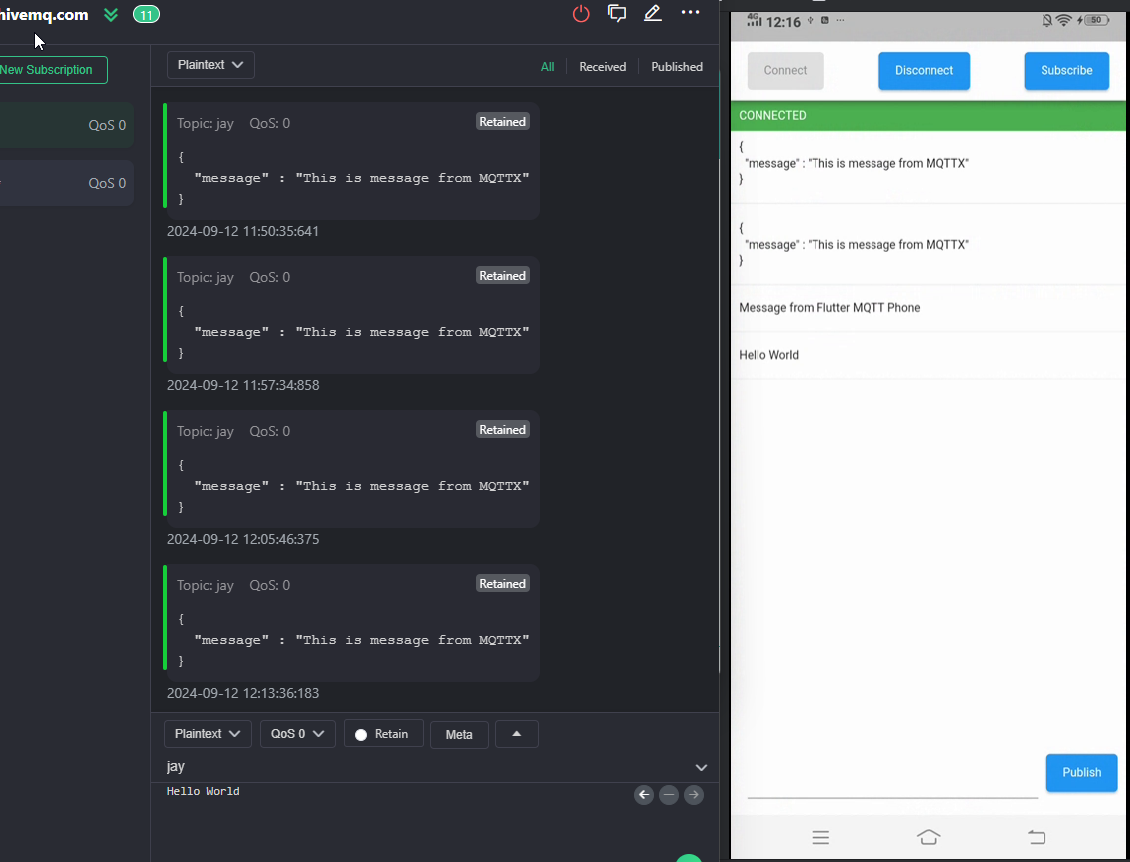 hivemq.com 11
New Subscription
QoS 0
QoS 0
Plaintext
All Received Published
Topic: jay QoS: 0 Retained
{
"message" : "This is message from MQTTX"
}
2024-09-12 11:50:35:641
Topic: jay QoS: 0 Retained
{
"message" : "This is message from MQTTX"
}
2024-09-12 11:57:34:858
Topic: jay QoS: 0 Retained
{
"message" : "This is message from MQTTX"
}
2024-09-12 12:05:46:375
Topic: jay QoS: 0 Retained
{
"message" : "This is message from MQTTX"
}
2024-09-12 12:13:36:183
Plaintext QoS 0 Retain Meta
jay
Hello World
4G 12:16 ··· 50
Connect Disconnect Subscribe
CONNECTED
{
"message" : "This is message from MQTTX"
}
{
"message" : "This is message from MQTTX"
}
Message from Flutter MQTT Phone
Hello World
Publish